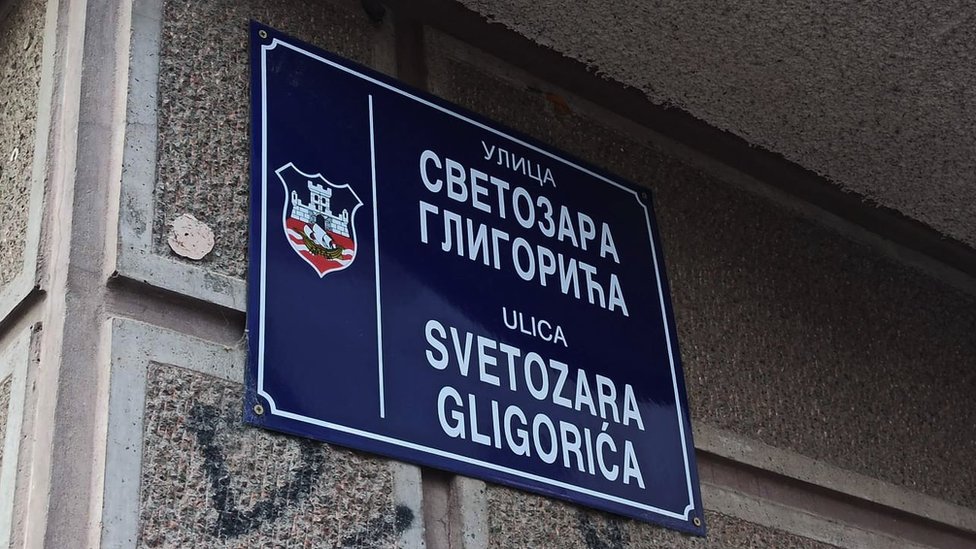 УЛИЦА
СВЕТОЗАРА
ГЛИГОРИЋА
ULICA
SVETOZARA
GLIGORIĆA